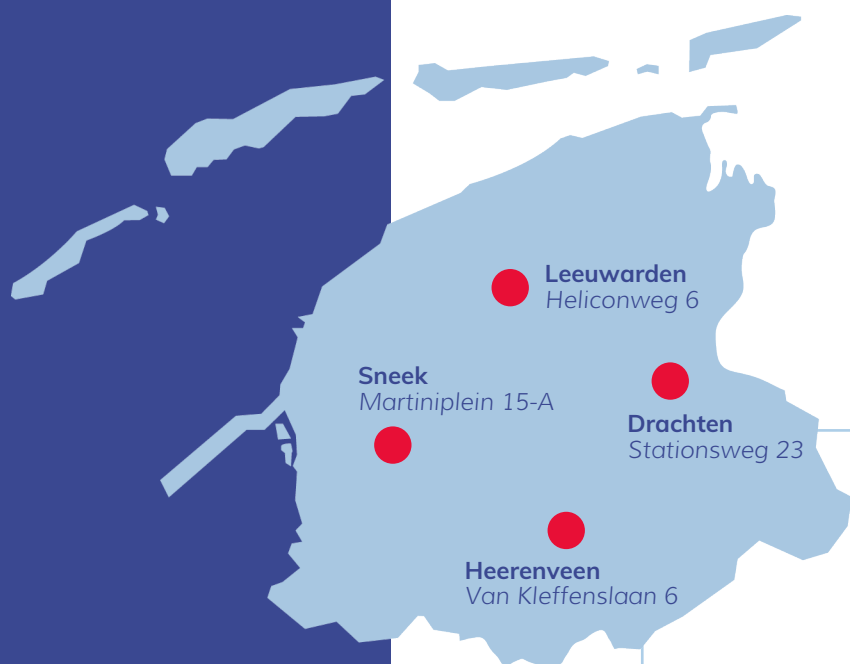 Leeuwarden
Heliconweg 6
Sneek
Martiniplein 15-A
Drachten
Stationsweg 23
Heerenveen
Van Kleffenslaan 6